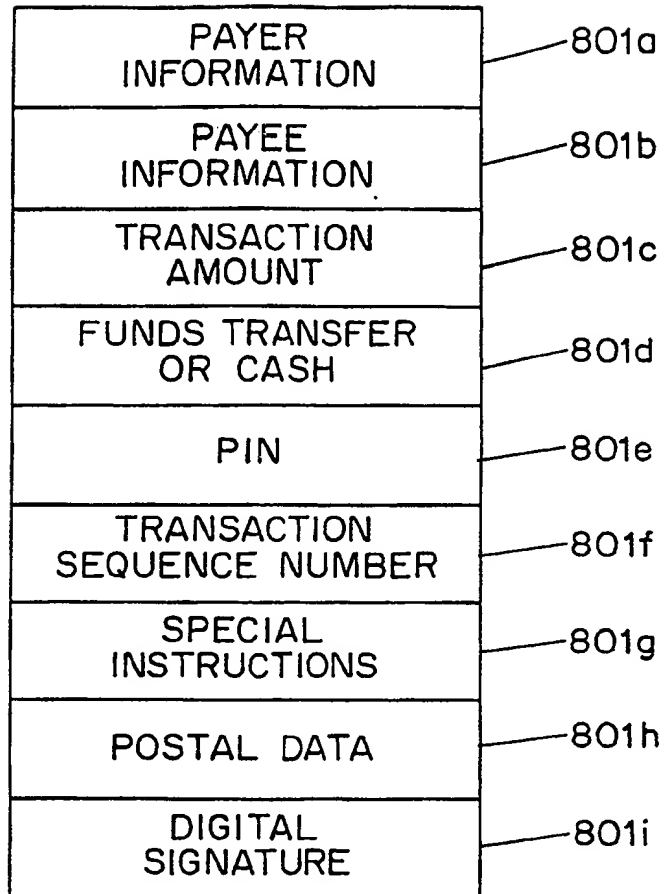 PAYER
INFORMATION
801a
PAYEE
INFORMATION
801b
TRANSACTION
AMOUNT
801c
FUNDS TRANSFER
OR CASH
801d
PIN
801e
TRANSACTION
SEQUENCE NUMBER
801f
SPECIAL
INSTRUCTIONS
801g
POSTAL DATA
801h
DIGITAL
SIGNATURE
801i